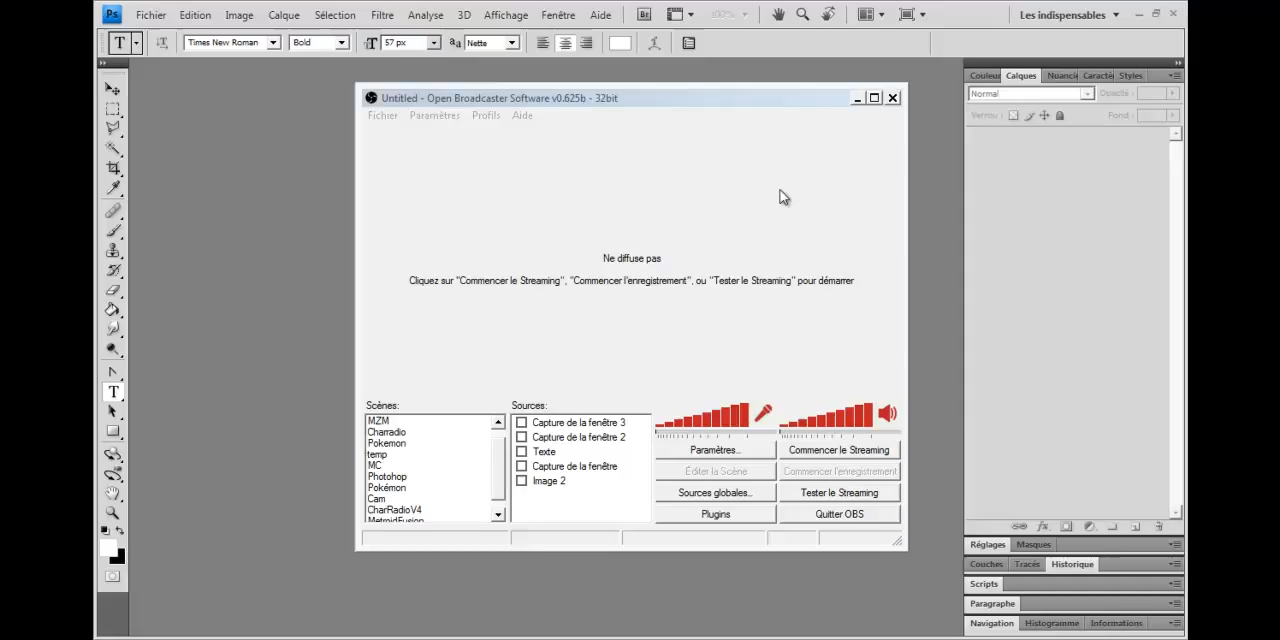 Ps Fichier Edition Image Calque Sélection Filtre Analyse 3D Affichage Fenêtre Aide Br 100% Les indispensables
T Times New Roman Bold 57 px aa Nette
Couleur Calques Nuancie Caractè Styles
Normal Opacité :
Verrou : Fond :
Untitled - Open Broadcaster Software v0.625b - 32bit
Fichier Paramètres Profils Aide
Ne diffuse pas
Cliquez sur "Commencer le Streaming", "Commencer l'enregistrement", ou "Tester le Streaming" pour démarrer
Scènes:
MZM
Charradio
Pokemon
temp
MC
Photohop
Pokémon
Cam
CharRadioV4
MetroidFusion
Sources:
Capture de la fenêtre 3
Capture de la fenêtre 2
Texte
Capture de la fenêtre
Image 2
Paramètres... Commencer le Streaming
Éditer la Scène Commencer l'enregistrement
Sources globales... Tester le Streaming
Plugins Quitter OBS
Réglages Masques
Couches Tracés Historique
Scripts
Paragraphe
Navigation Histogramme Informations